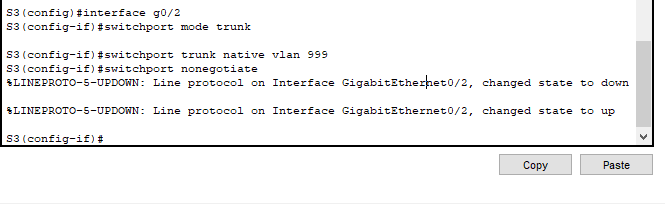 S3(config)#interface g0/2
S3(config-if)#switchport mode trunk
S3(config-if)#switchport trunk native vlan 999
S3(config-if)#switchport nonegotiate
%LINEPROTO-5-UPDOWN: Line protocol on Interface GigabitEthernet0/2, changed state to down
%LINEPROTO-5-UPDOWN: Line protocol on Interface GigabitEthernet0/2, changed state to up
S3(config-if)#
Copy
Paste